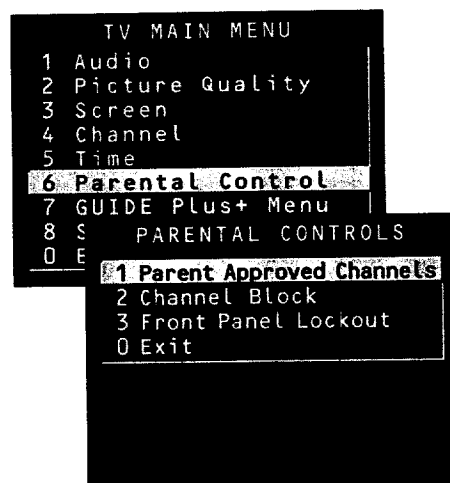 TV MAIN MENU
1 Audio
2 Picture Quality
3 Screen
4 Channel
5 Time
6 Parental Control
7 GUIDE Plus+ Menu
8
0
PARENTAL CONTROLS
1 Parent Approved Channels
2 Channel Block
3 Front Panel Lockout
0 Exit